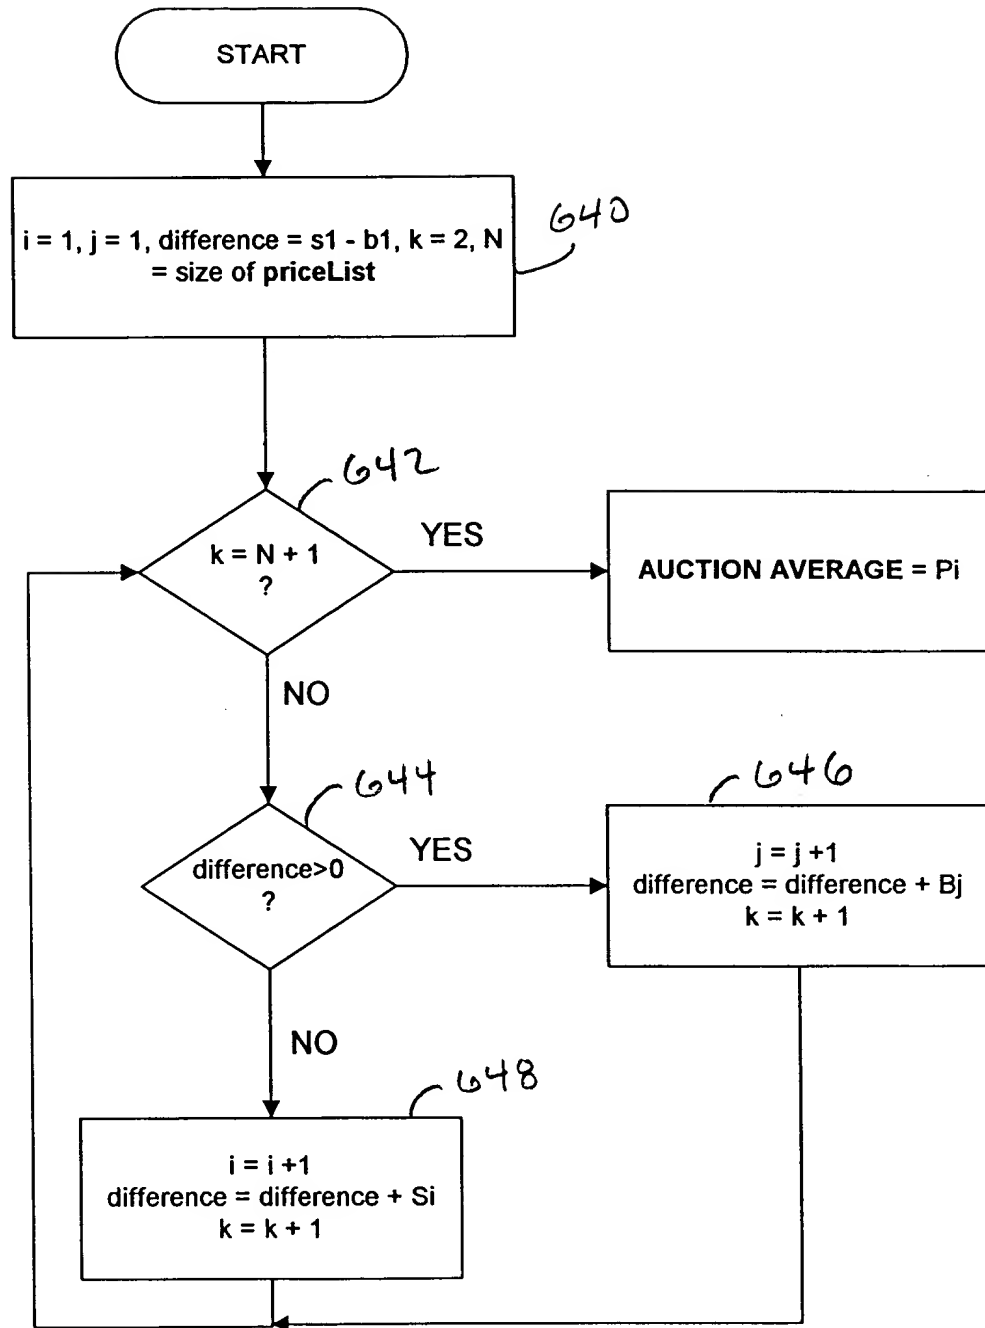 START
i = 1, j = 1, difference = s1 - b1, k = 2, N
= size of priceList
640
642
k = N + 1
?
YES
AUCTION AVERAGE = Pi
NO
644
646
difference>0
?
YES
j = j +1
difference = difference + Bj
k = k + 1
NO
648
i = i +1
difference = difference + Si
k = k + 1